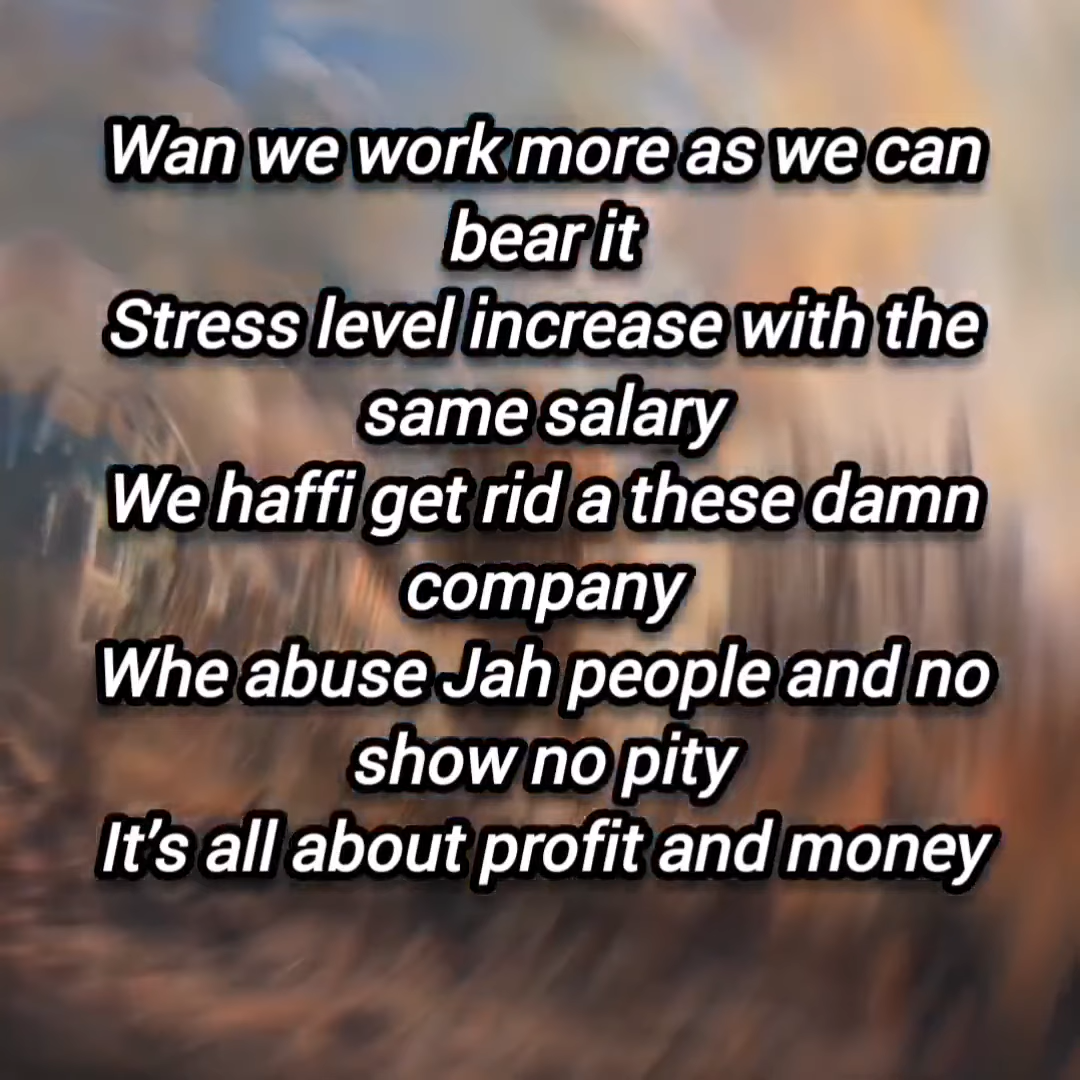 Wan we work more as we can
bear it
Stress level increase with the
same salary
We haffi get rid a these damn
company
Whe abuse Jah people and no
show no pity
It’s all about profit and money